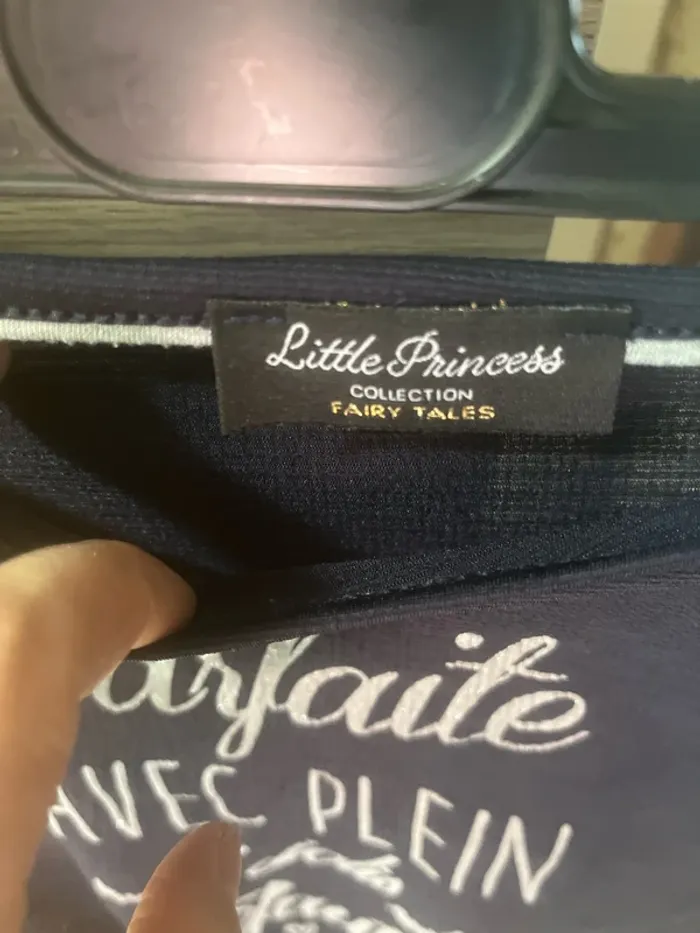 Little Princess
COLLECTION
FAIRY TALES
arfaite
AVEC PLEIN